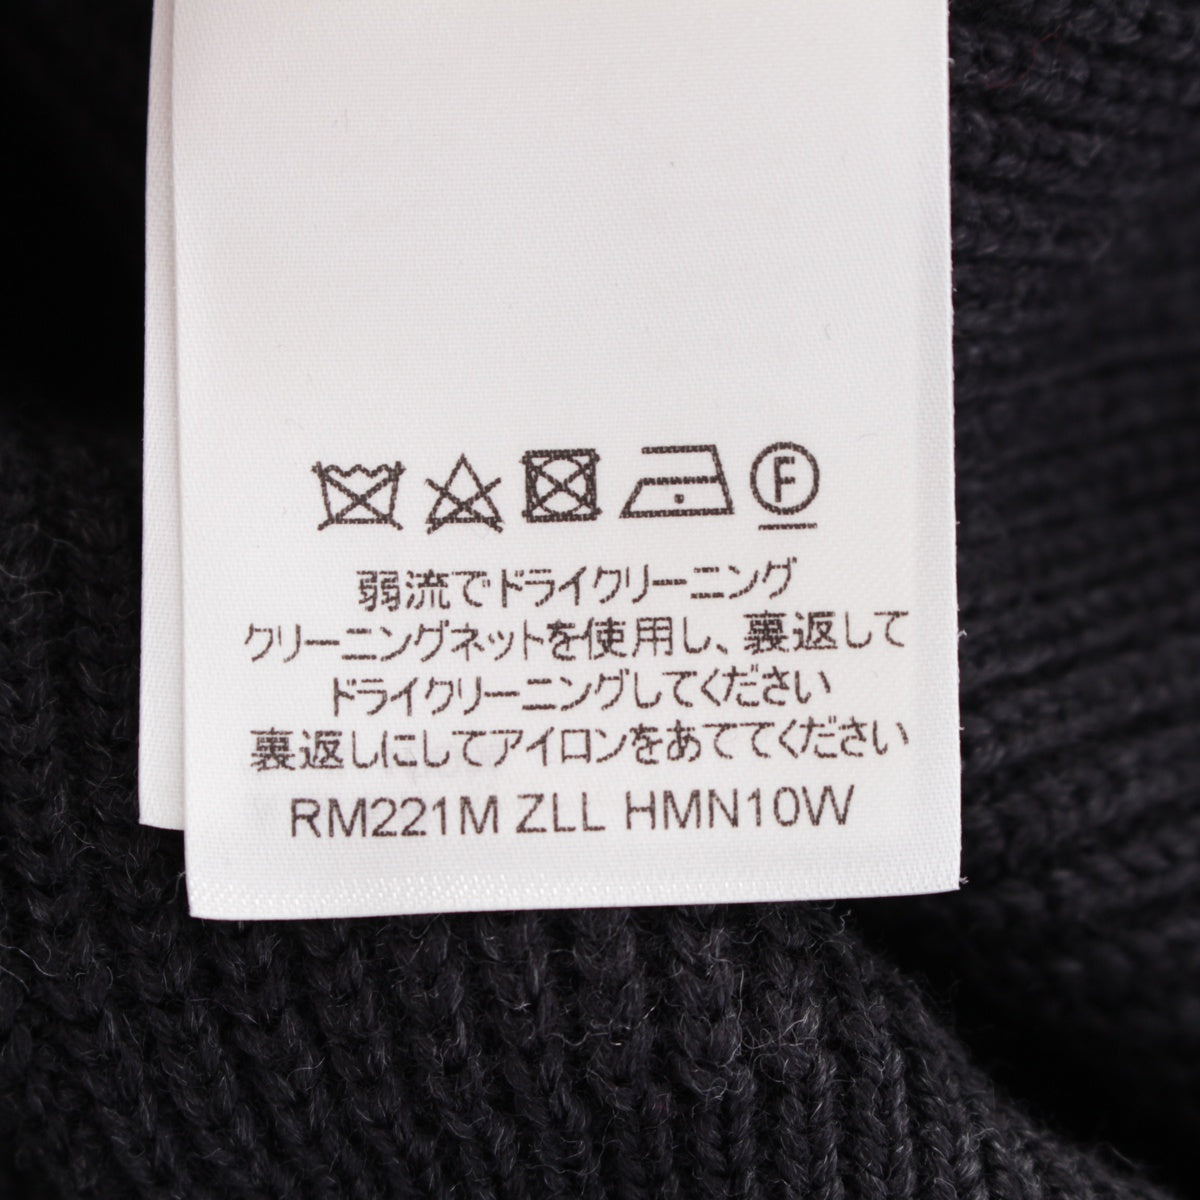 F
弱流でドライクリーニング
クリーニングネットを使用し、裏返して
ドライクリーニングしてください
裏返しにしてアイロンをあててください
RM221M ZLL HMN10W